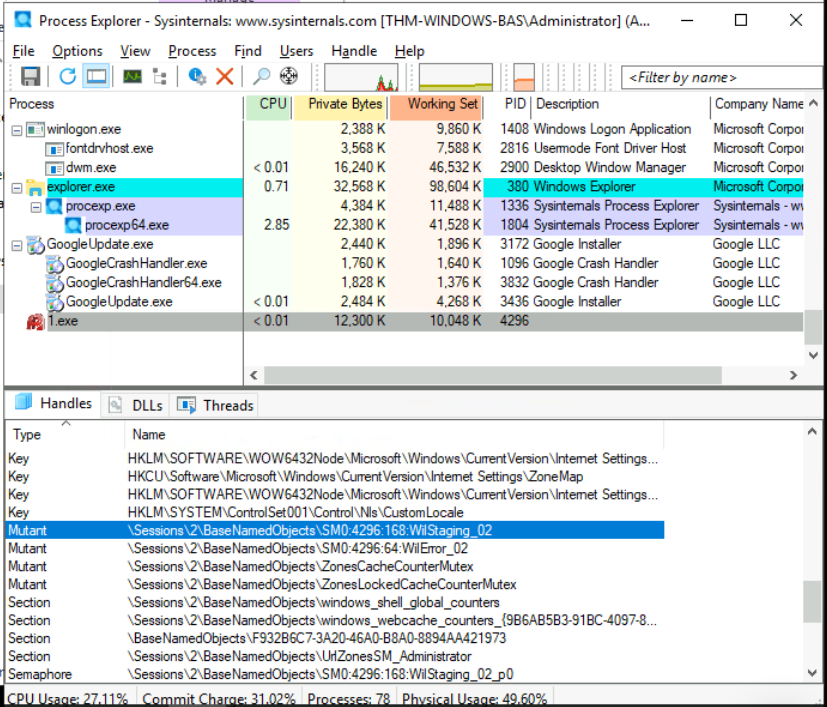 Process Explorer - Sysinternals: www.sysinternals.com [THM-WINDOWS-BAS\Administrator] (A...
File Options View Process Find Users Handle Help
<Filter by name>
Process CPU Private Bytes Working Set PID Description Company Name
winlogon.exe 2,388 K 9,860 K 1408 Windows Logon Application Microsoft Corpor
fontdrvhost.exe 3,568 K 7,588 K 2816 Usermode Font Driver Host Microsoft Corpor
dwm.exe < 0.01 16,240 K 46,532 K 2900 Desktop Window Manager Microsoft Corpor
explorer.exe 0.71 32,568 K 98,604 K 380 Windows Explorer Microsoft Corpor
procexp.exe 4,384 K 11,488 K 1336 Sysinternals Process Explorer Sysinternals - ww
procexp64.exe 2.85 22,380 K 41,528 K 1804 Sysinternals Process Explorer Sysinternals - ww
GoogleUpdate.exe 2,440 K 1,896 K 3172 Google Installer Google LLC
GoogleCrashHandler.exe 1,760 K 1,640 K 1096 Google Crash Handler Google LLC
GoogleCrashHandler64.exe 1,828 K 1,376 K 3832 Google Crash Handler Google LLC
GoogleUpdate.exe < 0.01 2,484 K 4,268 K 3436 Google Installer Google LLC
1.exe < 0.01 12,300 K 10,048 K 4296
Handles DLLs Threads
Type Name
Key HKLM\SOFTWARE\WOW6432Node\Microsoft\Windows\CurrentVersion\Internet Settings...
Key HKCU\Software\Microsoft\Windows\CurrentVersion\Internet Settings\ZoneMap
Key HKLM\SOFTWARE\WOW6432Node\Microsoft\Windows\CurrentVersion\Internet Settings...
Key HKLM\SYSTEM\ControlSet001\Control\Nls\CustomLocale
Mutant \Sessions\2\BaseNamedObjects\SM0:4296:168:WilStaging_02
Mutant \Sessions\2\BaseNamedObjects\SM0:4296:64:WilError_02
Mutant \Sessions\2\BaseNamedObjects\ZonesCacheCounterMutex
Mutant \Sessions\2\BaseNamedObjects\ZonesLockedCacheCounterMutex
Section \Sessions\2\BaseNamedObjects\windows_shell_global_counters
Section \Sessions\2\BaseNamedObjects\windows_webcache_counters_{9B6AB5B3-91BC-4097-8...
Section \BaseNamedObjects\F932B6C7-3A20-46A0-B8A0-8894AA421973
Section \Sessions\2\BaseNamedObjects\UrlZonesSM_Administrator
Semaphore \Sessions\2\BaseNamedObjects\SM0:4296:168:WilStaging_02_p0
CPU Usage: 27.11% Commit Charge: 31.02% Processes: 78 Physical Usage: 49.60%